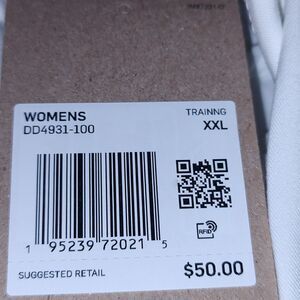 WOMENS
DD4931-100
TRAINNG
XXL
1 95239 72021 5
RFID
SUGGESTED RETAIL
$50.00